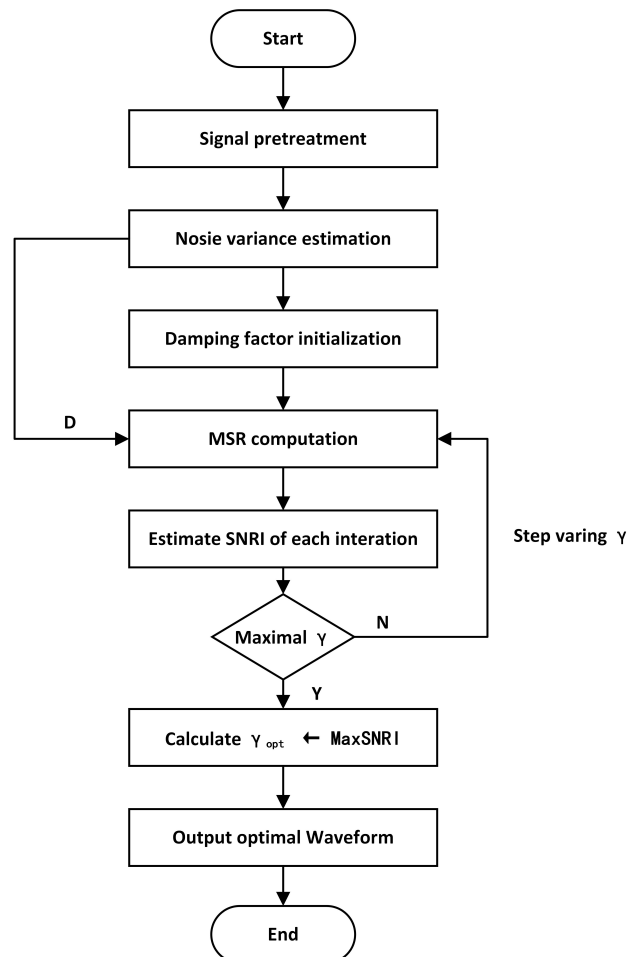 Start
Signal pretreatment
Nosie variance estimation
Damping factor initialization
D
MSR computation
Estimate SNRI of each interation
Step varing γ
Maximal γ
N
Y
Calculate γ opt ← MaxSNRI
Output optimal Waveform
End